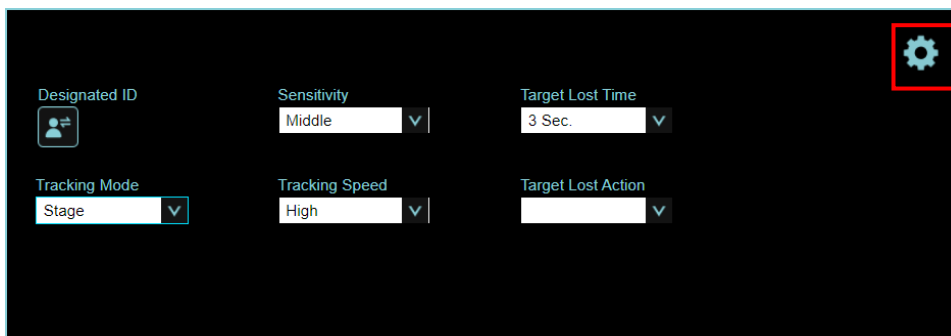 Designated ID
Sensitivity
Target Lost Time
Middle
3 Sec.
Tracking Mode
Tracking Speed
Target Lost Action
Stage
High